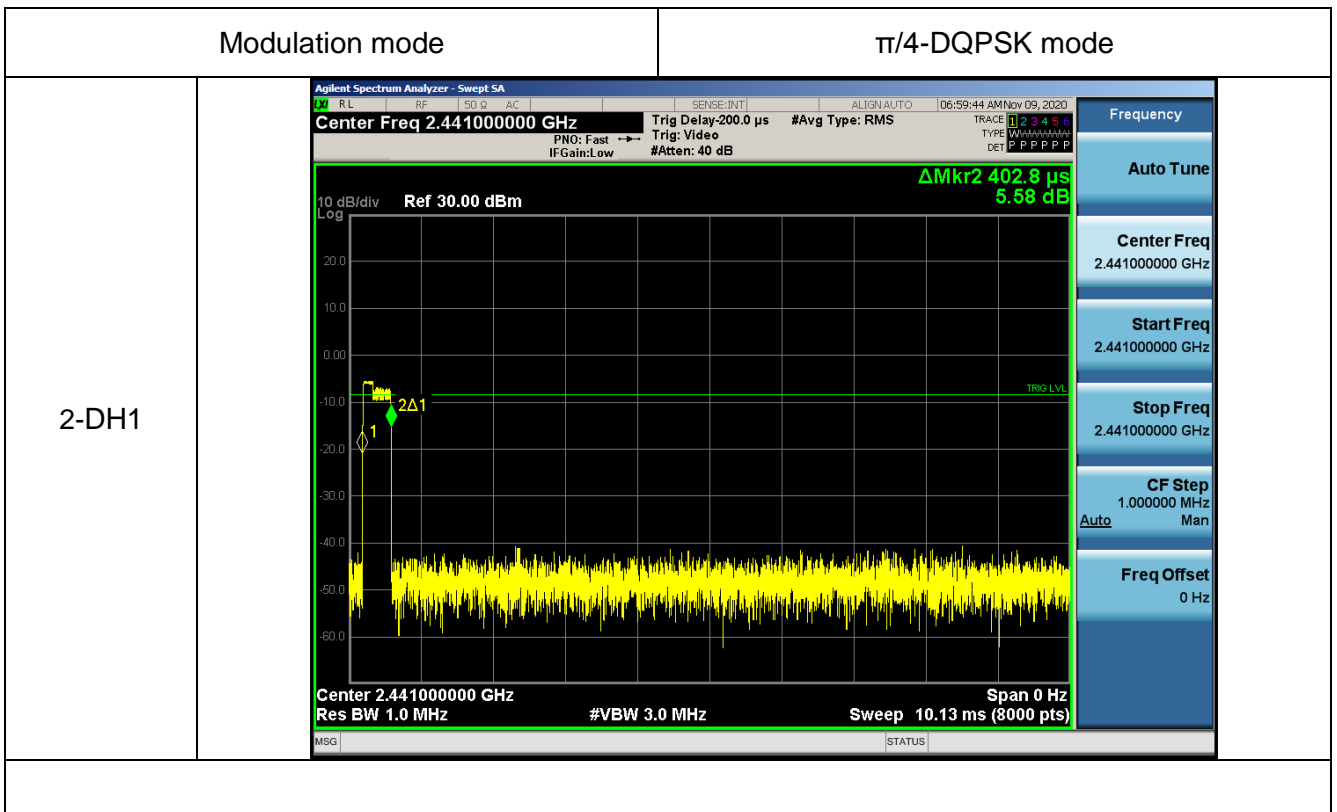 Modulation mode
π/4-DQPSK mode
2-DH1
Agilent Spectrum Analyzer - Swept SA
LXI RL RF 50 Ω AC SENSE:INT ALIGN AUTO 06:59:44 AM Nov 09, 2020
Center Freq 2.441000000 GHz
PNO: Fast
IFGain:Low
Trig Delay-200.0 µs
Trig: Video
#Atten: 40 dB
#Avg Type: RMS
TRACE 1 2 3 4 5 6
TYPE WWWWWW
DET P P P P P P
ΔMkr2 402.8 µs
5.58 dB
10 dB/div
Log
Ref 30.00 dBm
20.0
10.0
0.00
-10.0
-20.0
-30.0
-40.0
-50.0
-60.0
TRIG LVL
2Δ1
1
Center 2.441000000 GHz
Span 0 Hz
Res BW 1.0 MHz
#VBW 3.0 MHz
Sweep 10.13 ms (8000 pts)
MSG
STATUS
Frequency
Auto Tune
Center Freq
2.441000000 GHz
Start Freq
2.441000000 GHz
Stop Freq
2.441000000 GHz
CF Step
1.000000 MHz
Auto Man
Freq Offset
0 Hz